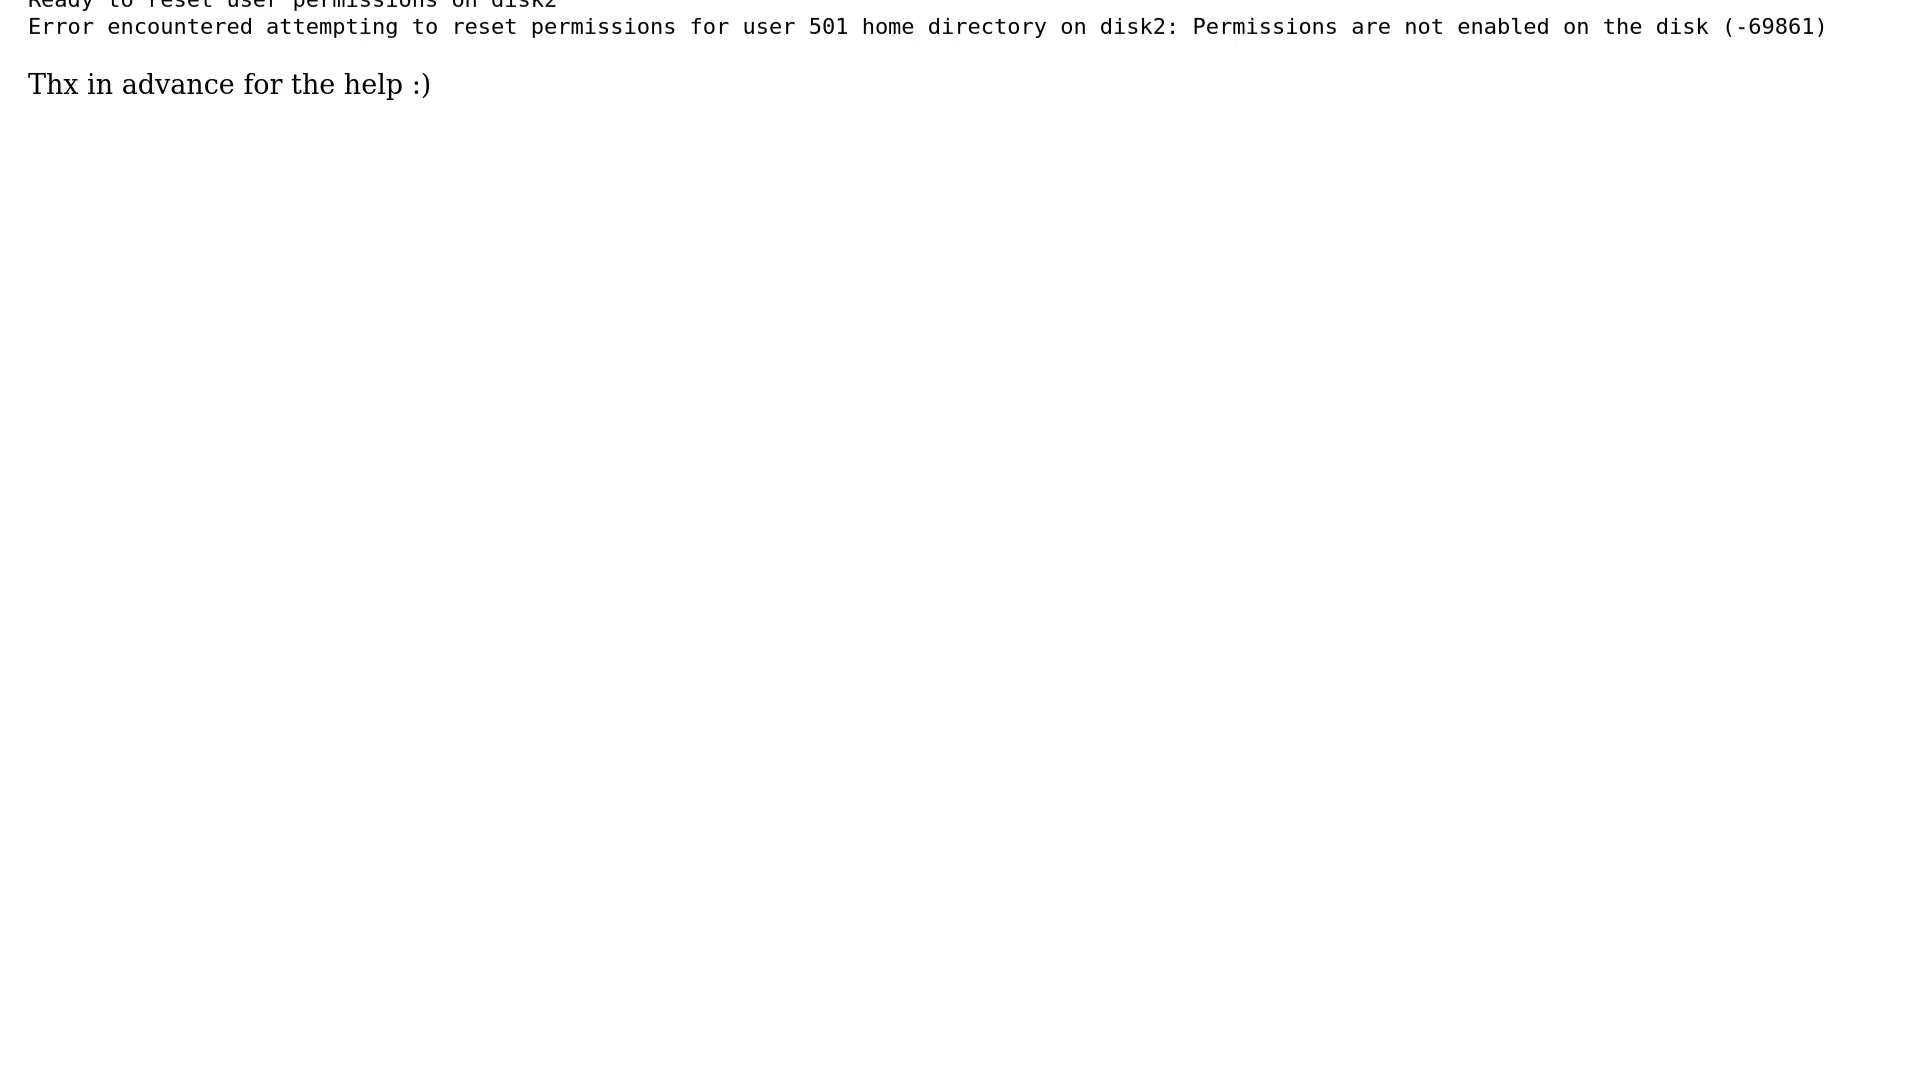 Ready to reset user permissions on disk2
Error encountered attempting to reset permissions for user 501 home directory on disk2: Permissions are not enabled on the disk (-69861)
Thx in advance for the help :)